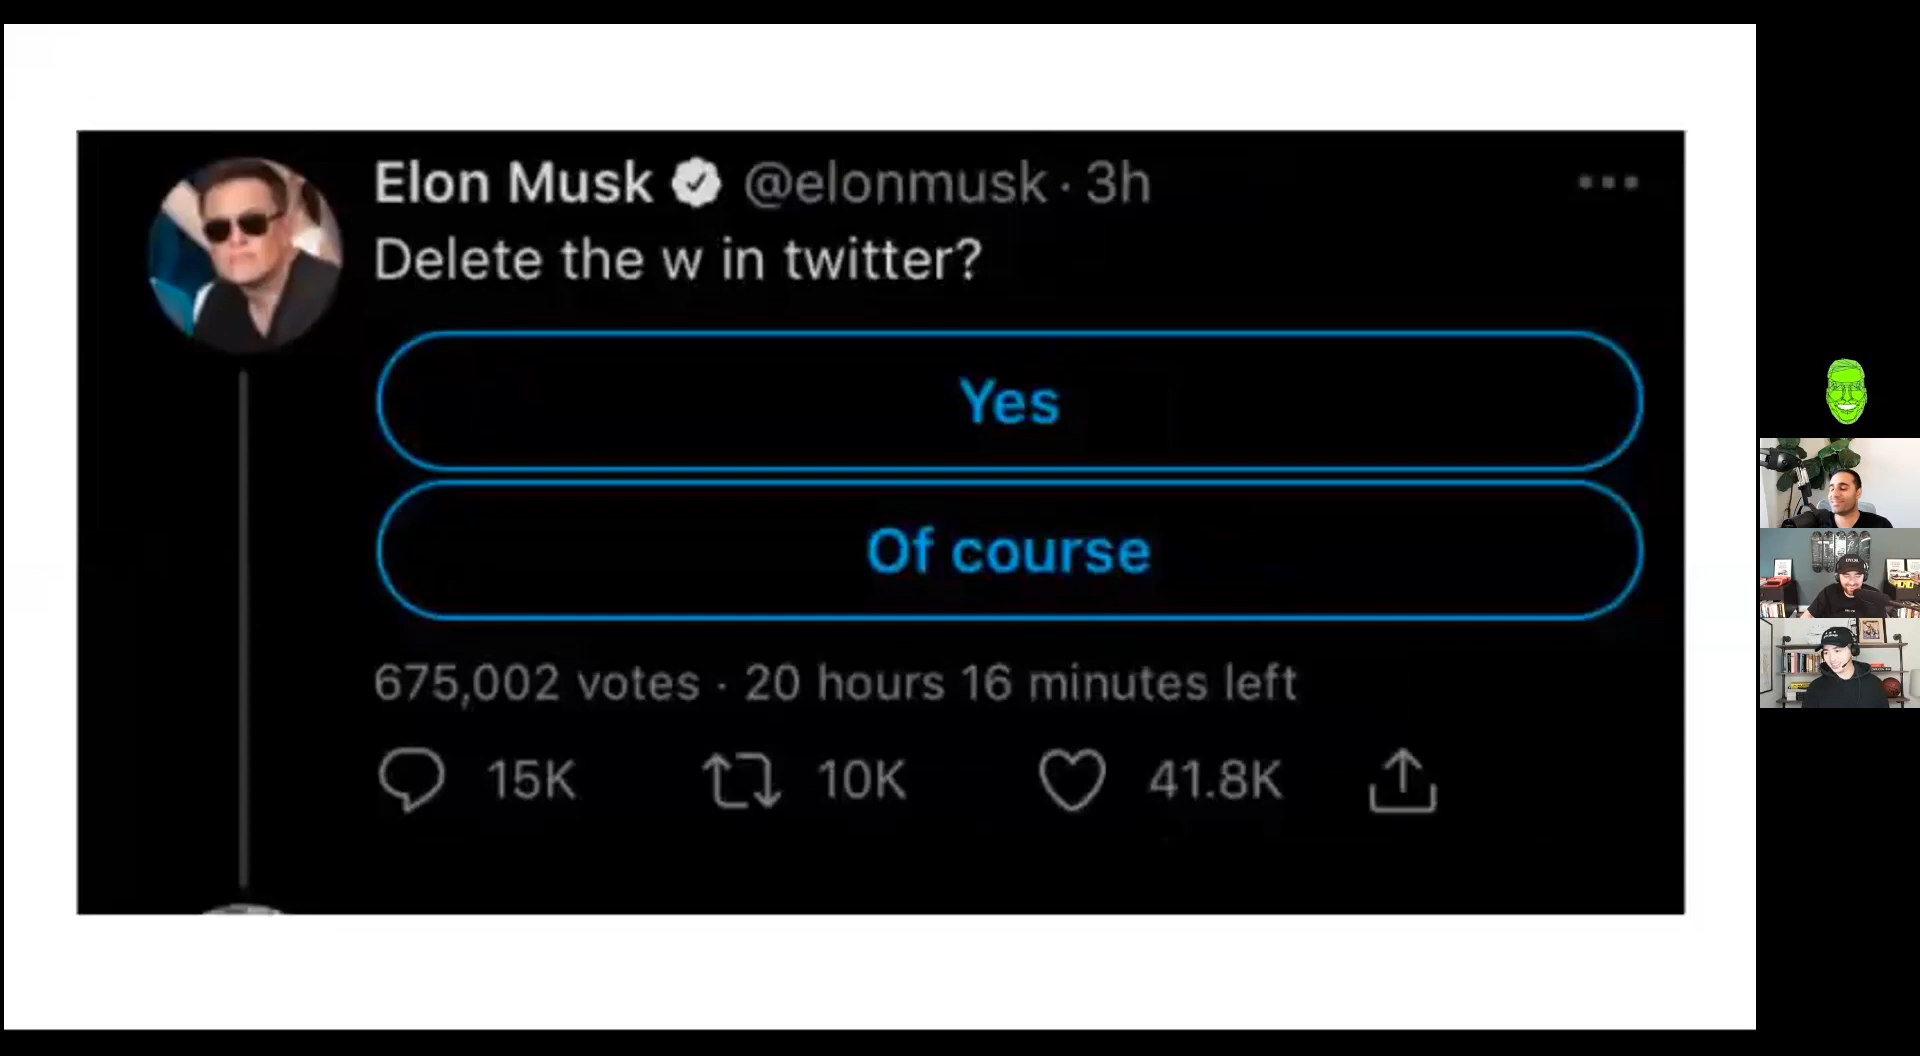 Elon Musk @elonmusk · 3h
Delete the w in twitter?
Yes
Of course
675,002 votes · 20 hours 16 minutes left
15K 10K 41.8K